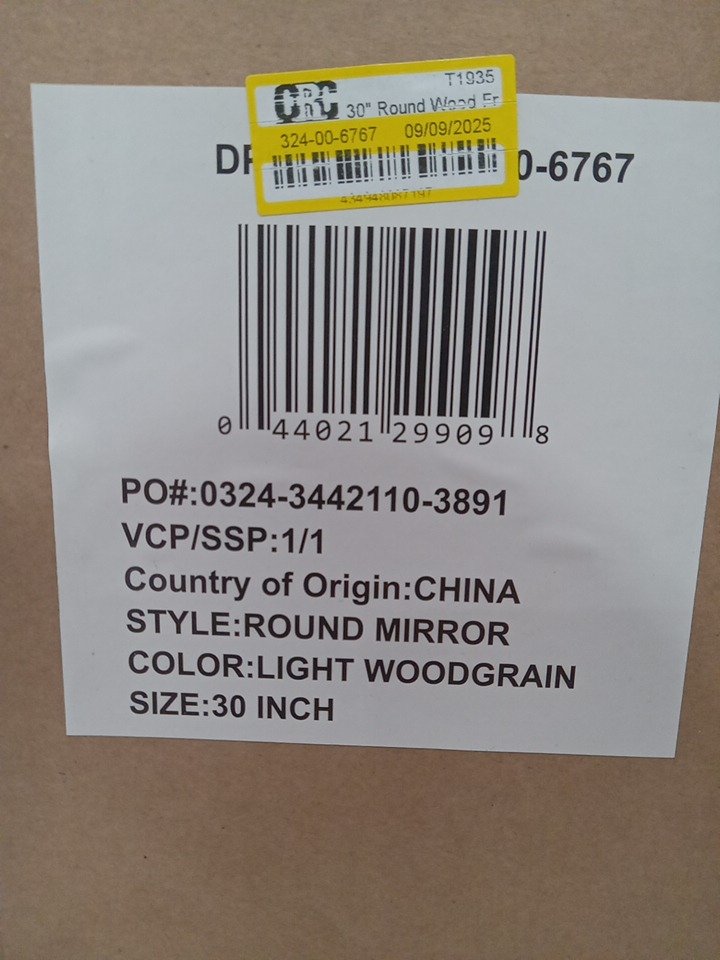 CRC T1935
30" Round Wood Fr
324-00-6767 09/09/2025
DP 0-6767
0 44021 29909 8
PO#:0324-3442110-3891
VCP/SSP:1/1
Country of Origin:CHINA
STYLE:ROUND MIRROR
COLOR:LIGHT WOODGRAIN
SIZE:30 INCH